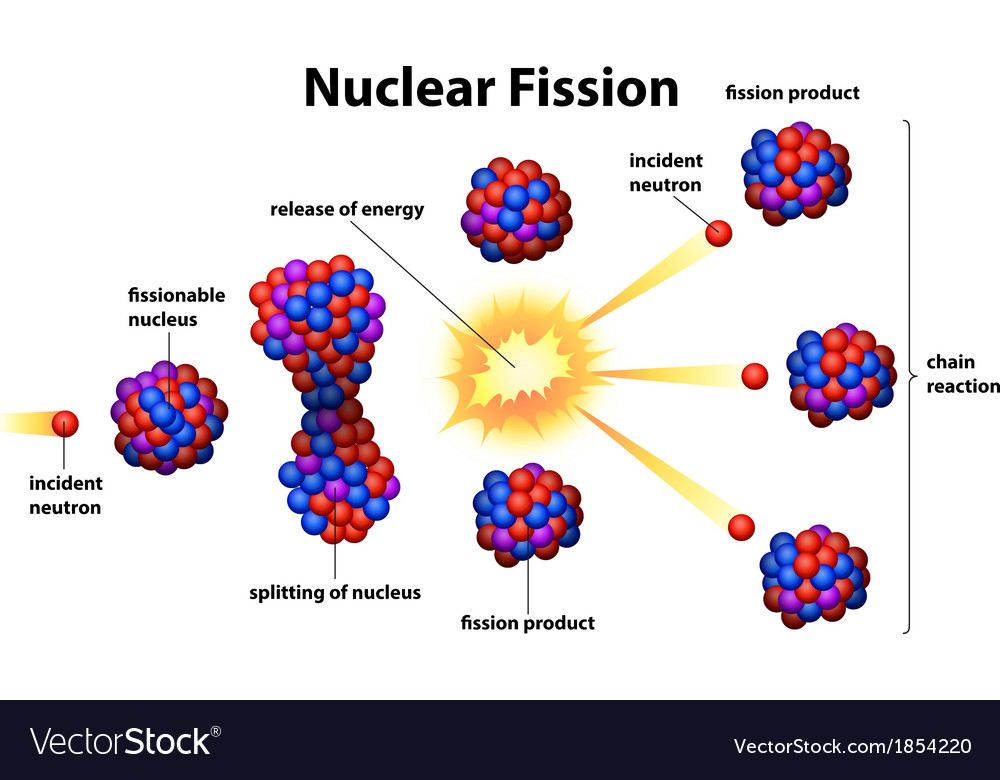 Nuclear Fission
fission product
incident
neutron
release of energy
fissionable
nucleus
chain
reaction
incident
neutron
splitting of nucleus
fission product
VectorStock®
VectorStock.com/1854220